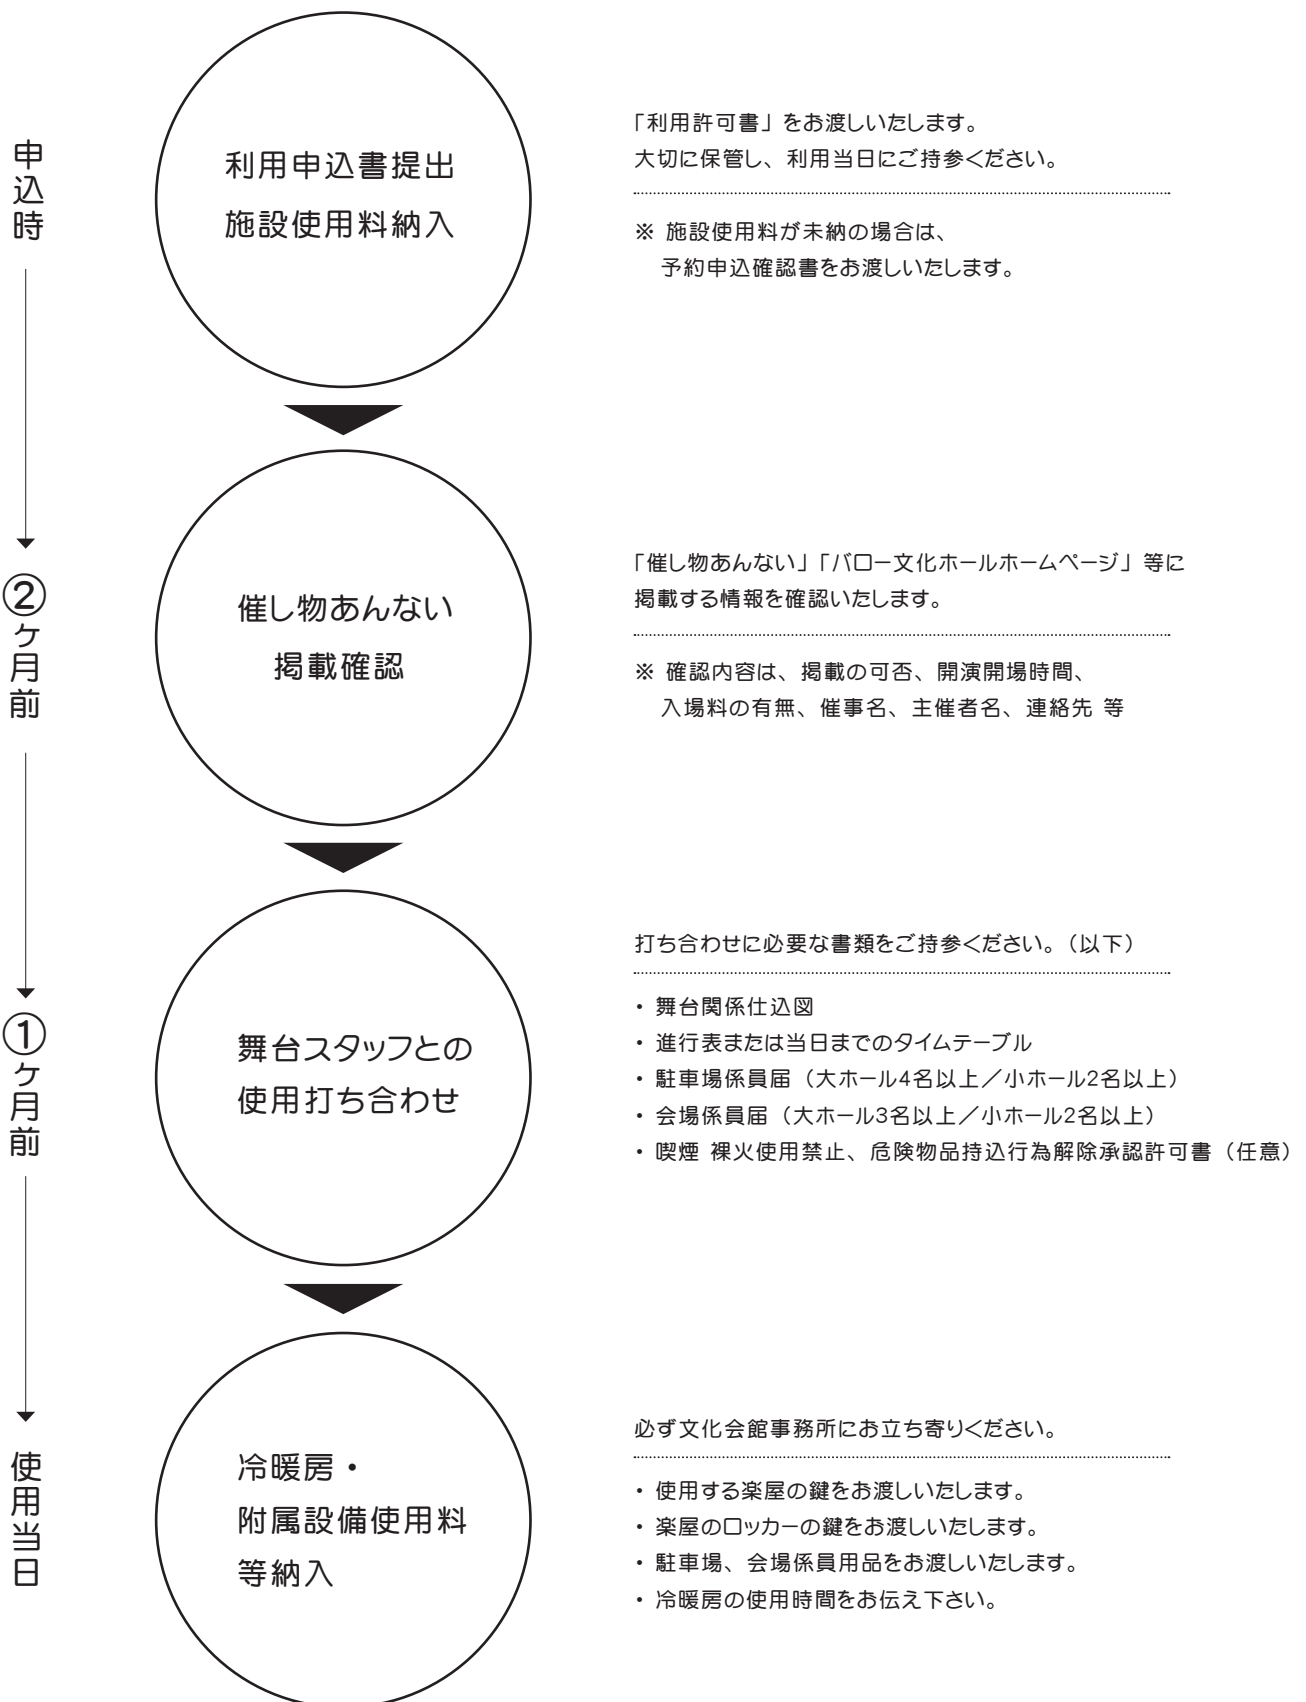 申込時
利用申込書提出
施設使用料納入
「利用許可書」をお渡しいたします。
大切に保管し、利用当日にご持参ください。
※ 施設使用料が未納の場合は、
予約申込確認書をお渡しいたします。
②ヶ月前
催し物あんない
掲載確認
「催し物あんない」「バロー文化ホールホームページ」等に
掲載する情報を確認いたします。
※ 確認内容は、掲載の可否、開演開場時間、
入場料の有無、催事名、主催者名、連絡先 等
①ヶ月前
舞台スタッフとの
使用打ち合わせ
打ち合わせに必要な書類をご持参ください。（以下）
・ 舞台関係仕込図
・ 進行表または当日までのタイムテーブル
・ 駐車場係員届（大ホール4名以上／小ホール2名以上）
・ 会場係員届（大ホール3名以上／小ホール2名以上）
・ 喫煙 裸火使用禁止、危険物品持込行為解除承認許可書（任意）
使用当日
冷暖房・
附属設備使用料
等納入
必ず文化会館事務所にお立ち寄りください。
・ 使用する楽屋の鍵をお渡しいたします。
・ 楽屋のロッカーの鍵をお渡しいたします。
・ 駐車場、会場係員用品をお渡しいたします。
・ 冷暖房の使用時間をお伝え下さい。